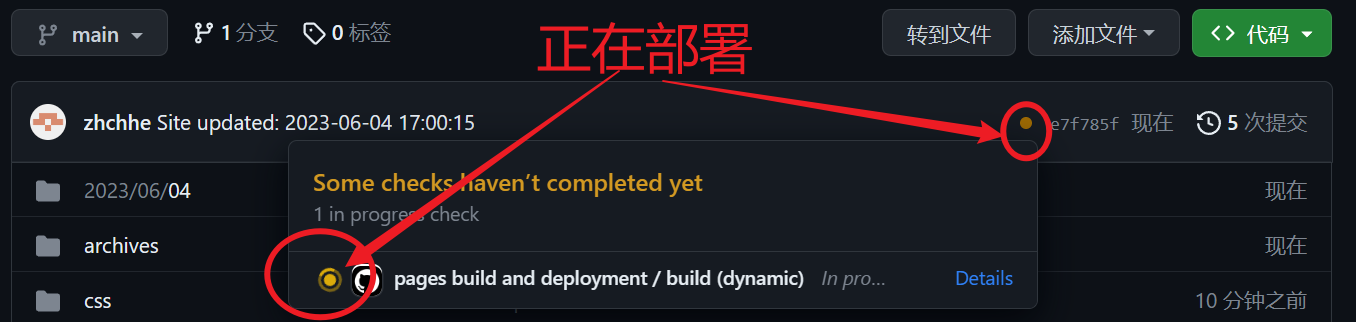 main 1 分支 0 标签 转到文件 添加文件 代码
正在部署
zhchhe Site updated: 2023-06-04 17:00:15 e7f785f 现在 5 次提交
Some checks haven't completed yet
1 in progress check
2023/06/04 现在
archives 现在
pages build and deployment / build (dynamic) In pro... Details
css 10 分钟之前